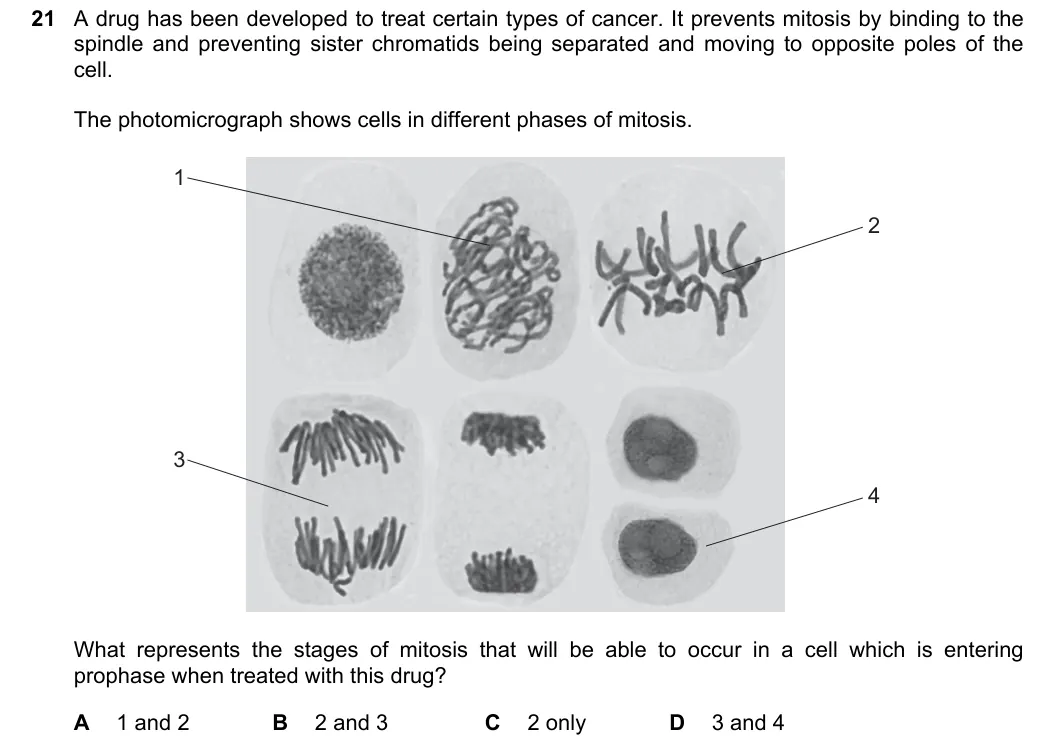 21 A drug has been developed to treat certain types of cancer. It prevents mitosis by binding to the
spindle and preventing sister chromatids being separated and moving to opposite poles of the
cell.
The photomicrograph shows cells in different phases of mitosis.
1
2
3
4
What represents the stages of mitosis that will be able to occur in a cell which is entering
prophase when treated with this drug?
A 1 and 2 B 2 and 3 C 2 only D 3 and 4